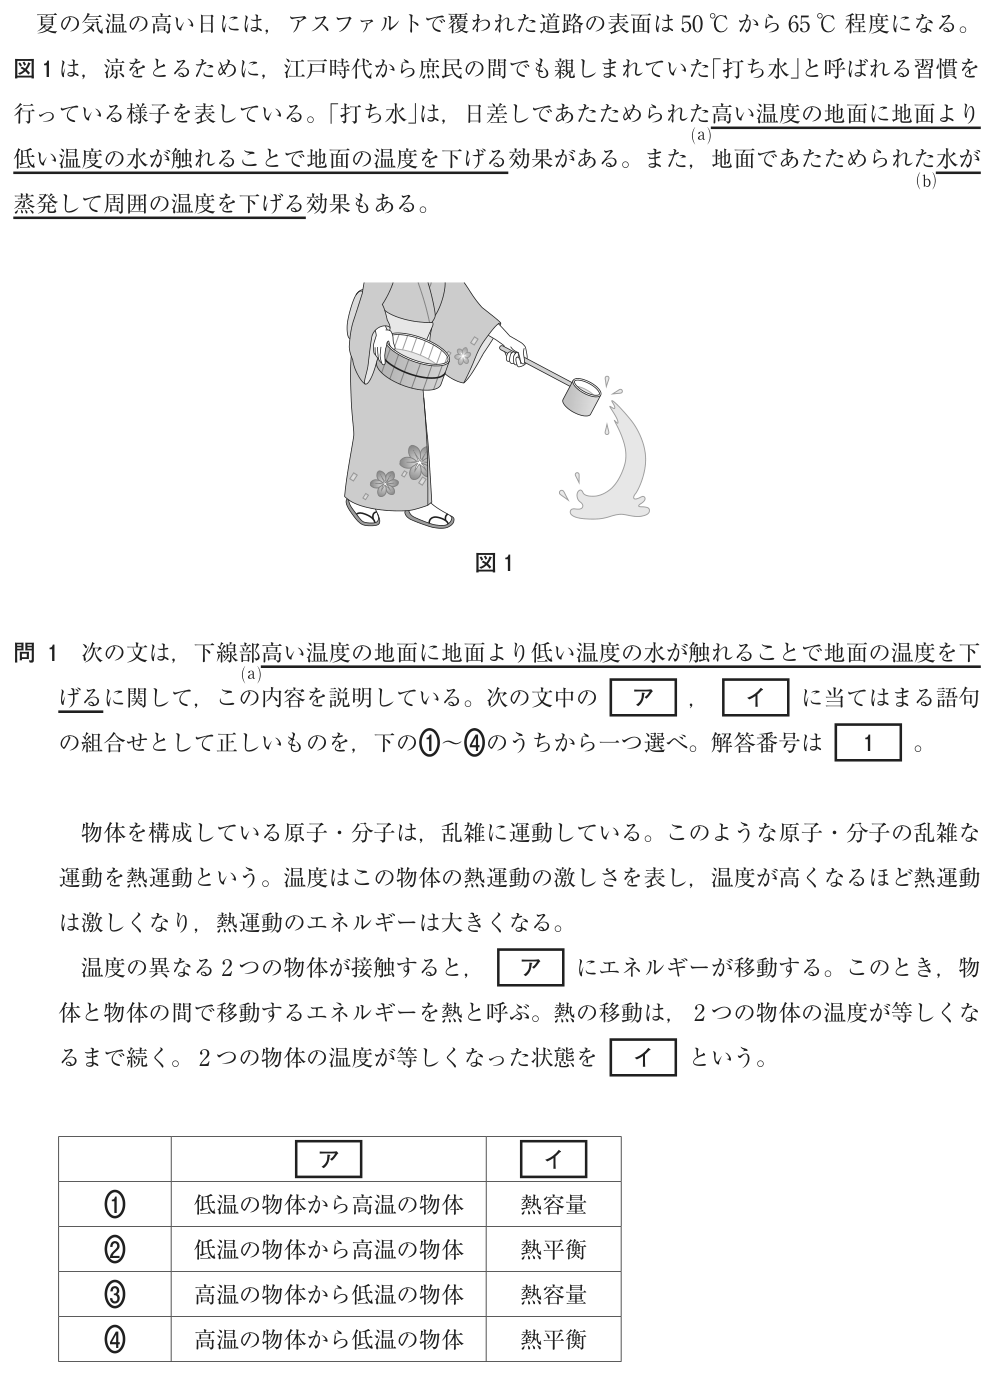 夏の気温の高い日には，アスファルトで覆われた道路の表面は 50 ℃ から 65 ℃ 程度になる。
図 1 は，涼をとるために，江戸時代から庶民の間でも親しまれていた「打ち水」と呼ばれる習慣を
行っている様子を表している。「打ち水」は，日差しであたためられた高い温度の地面に地面より
(a)
低い温度の水が触れることで地面の温度を下げる効果がある。また，地面であたためられた水が
(b)
蒸発して周囲の温度を下げる効果もある。
図 1
問 1 次の文は，下線部高い温度の地面に地面より低い温度の水が触れることで地面の温度を下
(a)
げるに関して，この内容を説明している。次の文中の ア ， イ に当てはまる語句
の組合せとして正しいものを，下の①～④のうちから一つ選べ。解答番号は 1 。
物体を構成している原子・分子は，乱雑に運動している。このような原子・分子の乱雑な
運動を熱運動という。温度はこの物体の熱運動の激しさを表し，温度が高くなるほど熱運動
は激しくなり，熱運動のエネルギーは大きくなる。
温度の異なる２つの物体が接触すると， ア にエネルギーが移動する。このとき，物
体と物体の間で移動するエネルギーを熱と呼ぶ。熱の移動は，２つの物体の温度が等しくな
るまで続く。２つの物体の温度が等しくなった状態を イ という。
ア イ
① 低温の物体から高温の物体 熱容量
② 低温の物体から高温の物体 熱平衡
③ 高温の物体から低温の物体 熱容量
④ 高温の物体から低温の物体 熱平衡